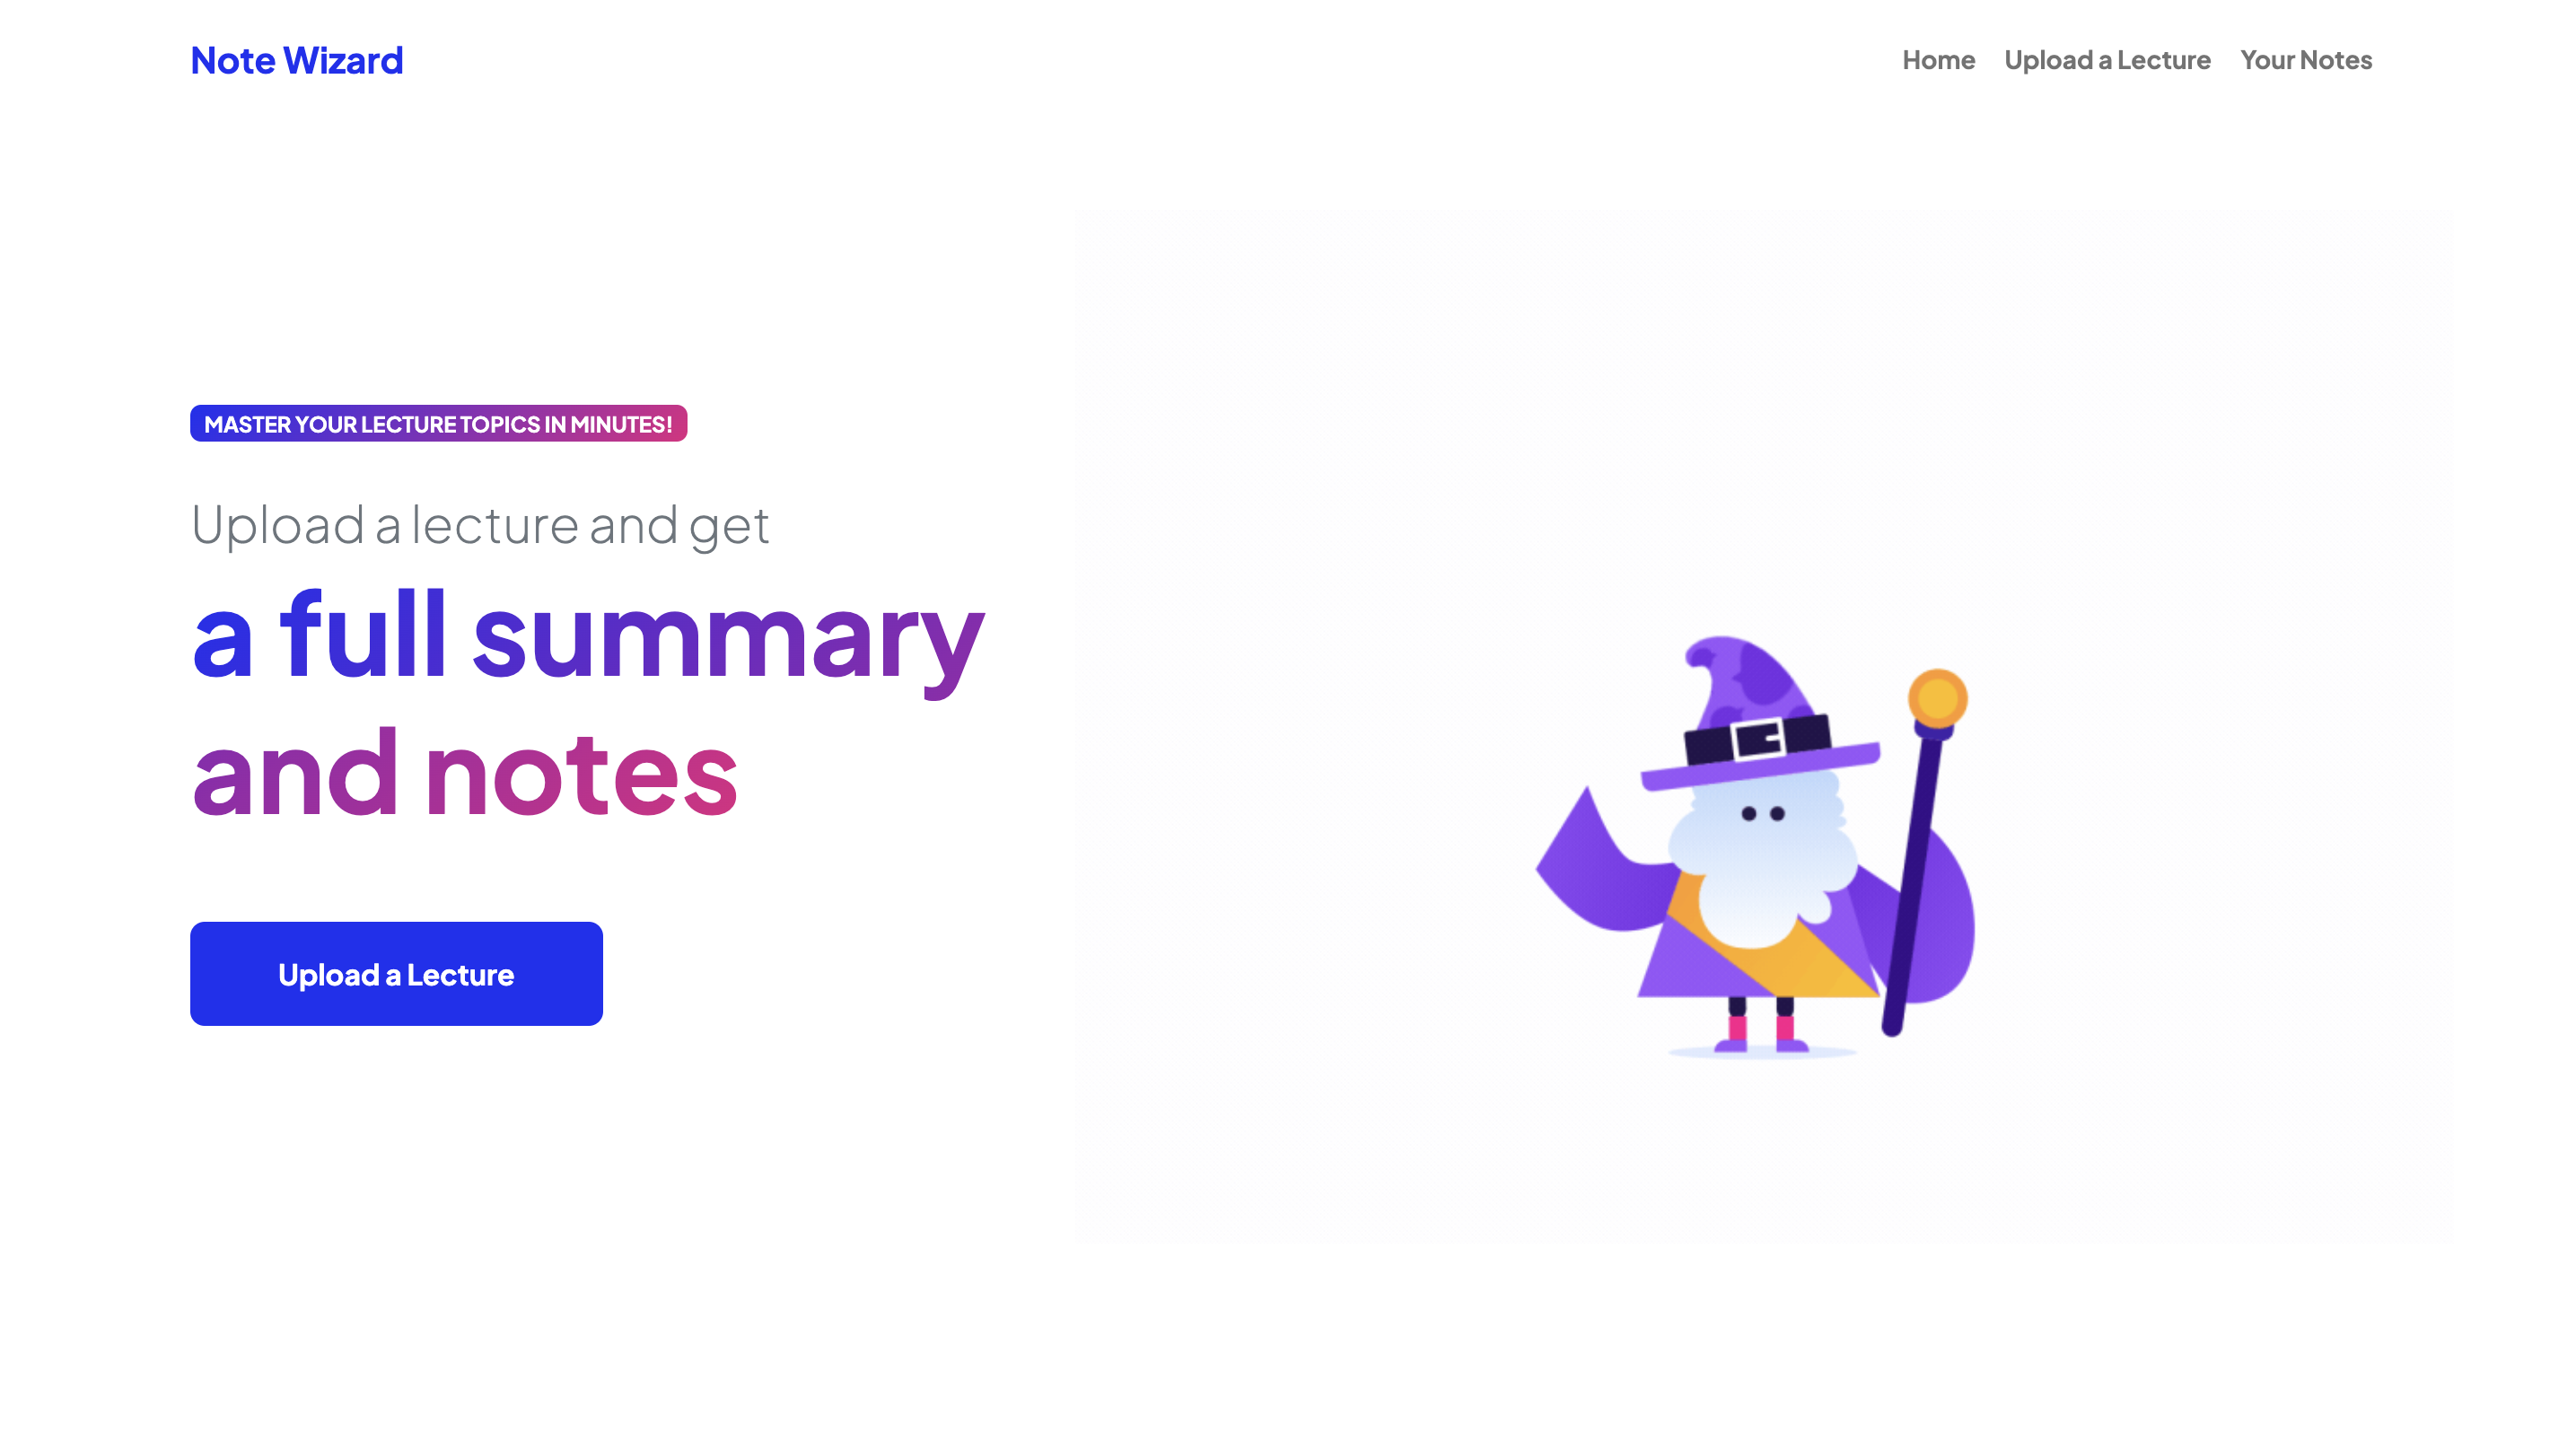 Note Wizard
Home
Upload a Lecture
Your Notes
MASTER YOUR LECTURE TOPICS IN MINUTES!
Upload a lecture and get
a full summary
and notes
Upload a Lecture